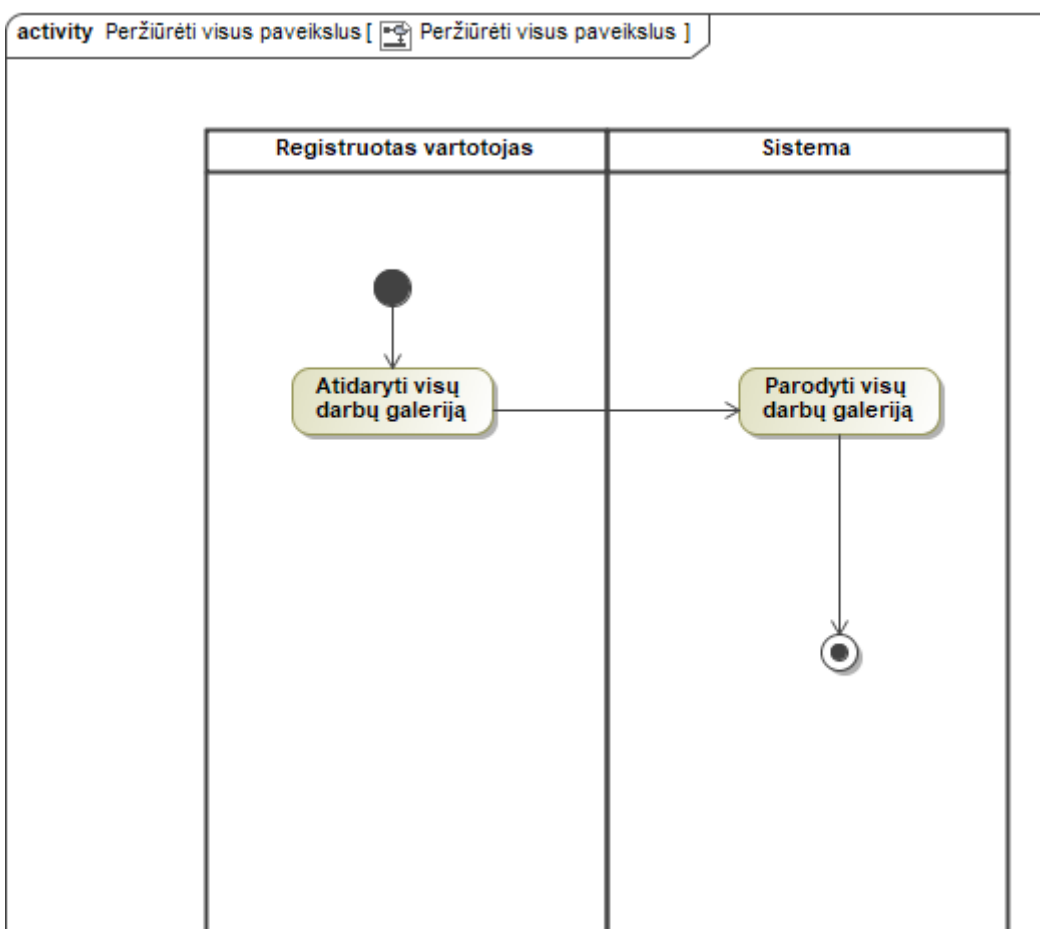 activity Peržiūrėti visus paveikslus [ Peržiūrėti visus paveikslus ]
Registruotas vartotojas
Sistema
Atidaryti visų
darbų galeriją
Parodyti visų
darbų galeriją